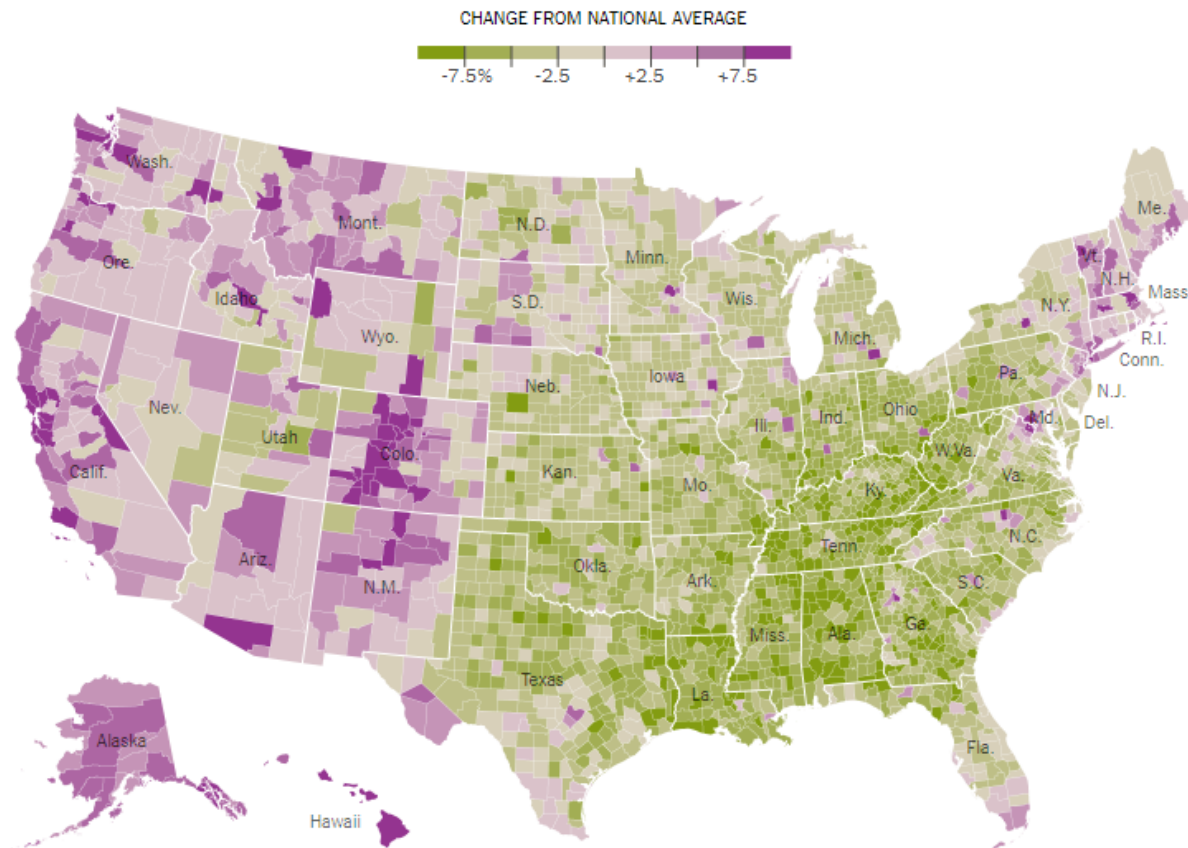 CHANGE FROM NATIONAL AVERAGE
-7.5% -2.5 +2.5 +7.5
Wash.
Mont.
N.D.
Minn.
Me.
Ore.
Idaho
S.D.
Wis.
Vt.
N.H.
Wyo.
Mich.
N.Y.
Mass
R.I.
Conn.
Nev.
Neb.
Iowa
Pa.
N.J.
Utah
Ill.
Ind.
Ohio
Md.
Del.
Calif.
Colo.
Kan.
Mo.
Ky.
W.Va.
Va.
Ariz.
N.M.
Okla.
Ark.
Tenn.
N.C.
S.C.
Texas
La.
Miss.
Ala.
Ga.
Alaska
Fla.
Hawaii